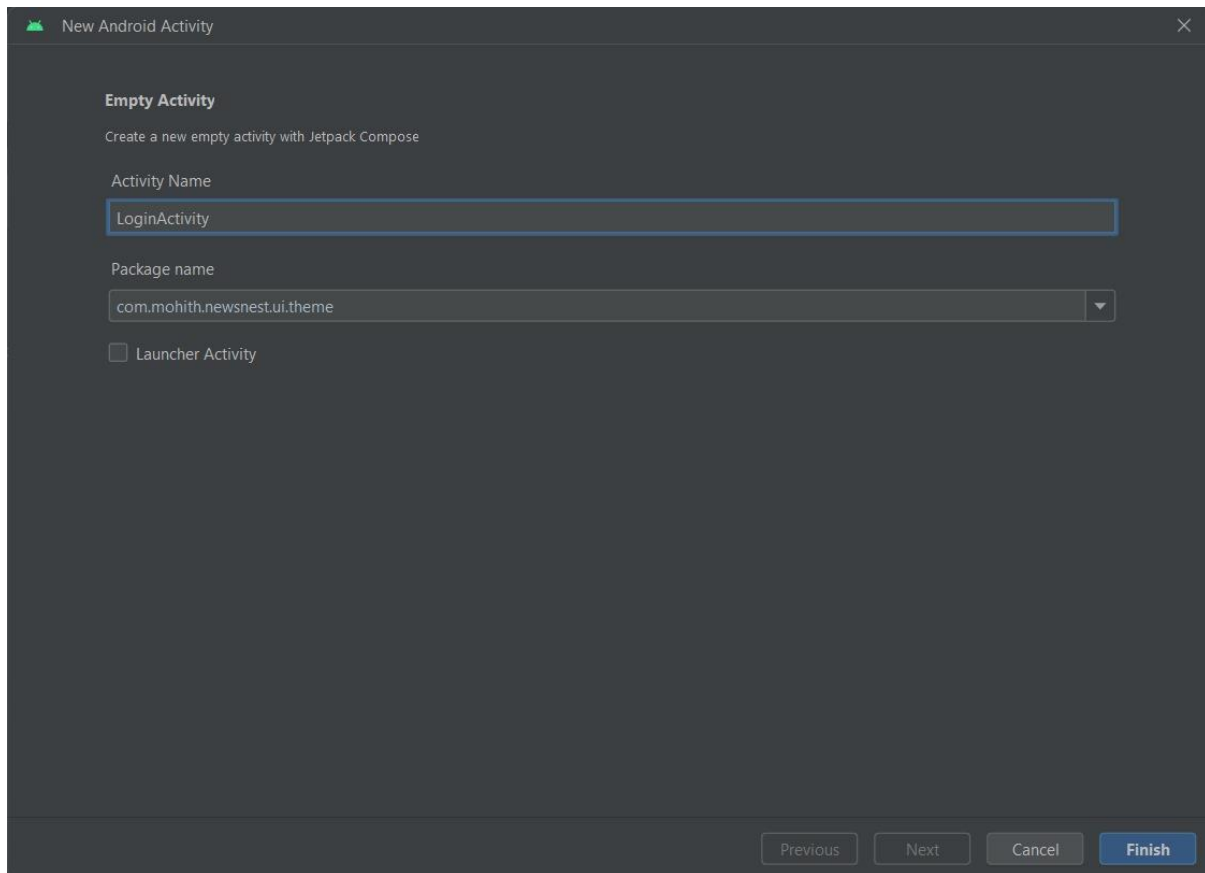 New Android Activity
Empty Activity
Create a new empty activity with Jetpack Compose
Activity Name
LoginActivity
Package name
com.mohith.newsnest.ui.theme
Launcher Activity
Previous Next Cancel Finish